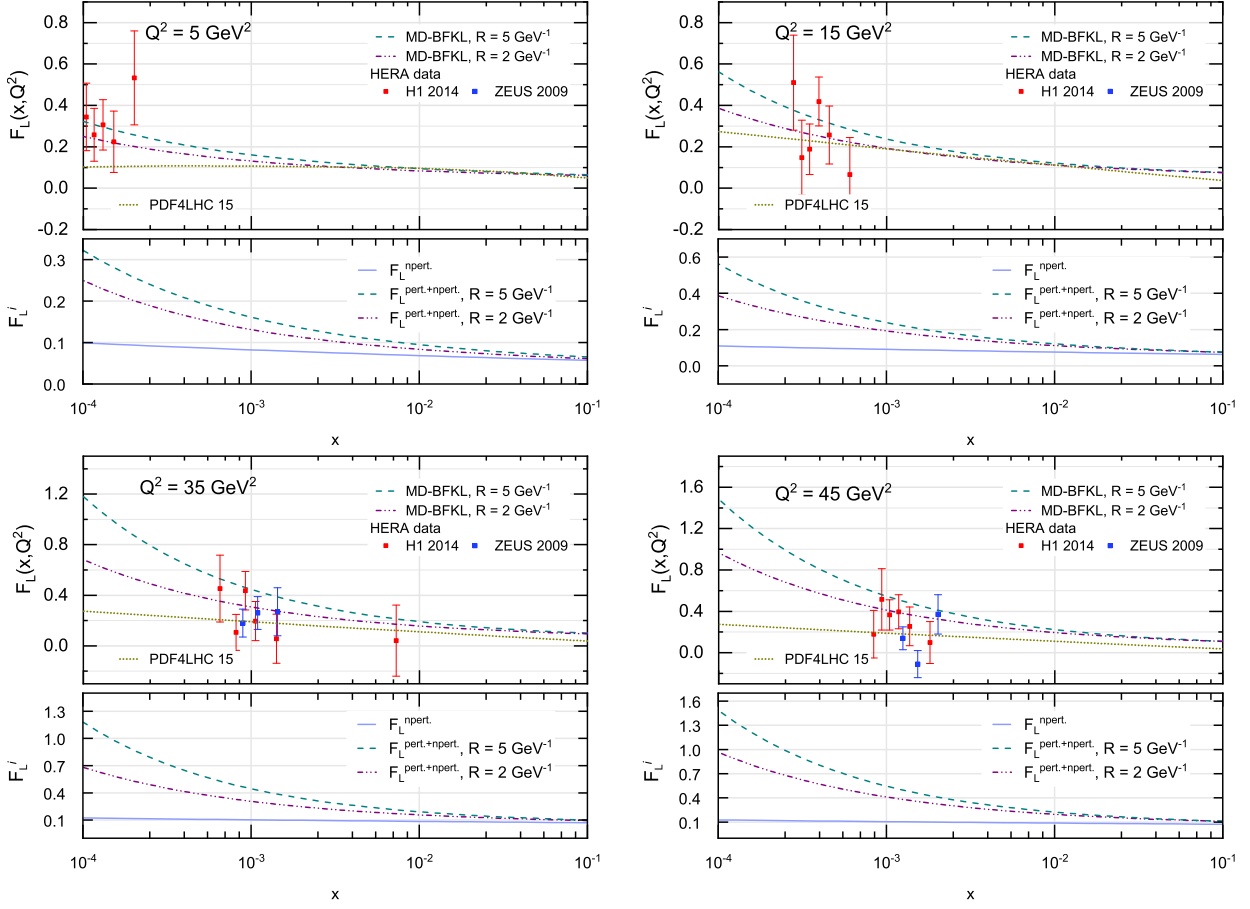 Q² = 5 GeV²
MD-BFKL, R = 5 GeV⁻¹
MD-BFKL, R = 2 GeV⁻¹
HERA data
H1 2014 ZEUS 2009
PDF4LHC 15
F_L(x,Q²)
0.8
0.6
0.4
0.2
0.0
-0.2
F_L^npert.
F_L^pert.+npert., R = 5 GeV⁻¹
F_L^pert.+npert., R = 2 GeV⁻¹
F_L^i
0.3
0.2
0.1
0.0
10⁻⁴ 10⁻³ 10⁻² 10⁻¹
x
Q² = 15 GeV²
MD-BFKL, R = 5 GeV⁻¹
MD-BFKL, R = 2 GeV⁻¹
HERA data
H1 2014 ZEUS 2009
PDF4LHC 15
F_L(x,Q²)
0.8
0.6
0.4
0.2
0.0
-0.2
F_L^npert.
F_L^pert.+npert., R = 5 GeV⁻¹
F_L^pert.+npert., R = 2 GeV⁻¹
F_L^i
0.6
0.4
0.2
0.0
10⁻⁴ 10⁻³ 10⁻² 10⁻¹
x
Q² = 35 GeV²
MD-BFKL, R = 5 GeV⁻¹
MD-BFKL, R = 2 GeV⁻¹
HERA data
H1 2014 ZEUS 2009
PDF4LHC 15
F_L(x,Q²)
1.2
0.8
0.4
0.0
F_L^npert.
F_L^pert.+npert., R = 5 GeV⁻¹
F_L^pert.+npert., R = 2 GeV⁻¹
F_L^i
1.3
1.0
0.7
0.4
0.1
10⁻⁴ 10⁻³ 10⁻² 10⁻¹
x
Q² = 45 GeV²
MD-BFKL, R = 5 GeV⁻¹
MD-BFKL, R = 2 GeV⁻¹
HERA data
H1 2014 ZEUS 2009
PDF4LHC 15
F_L(x,Q²)
1.6
1.2
0.8
0.4
0.0
F_L^npert.
F_L^pert.+npert., R = 5 GeV⁻¹
F_L^pert.+npert., R = 2 GeV⁻¹
F_L^i
1.6
1.3
1.0
0.7
0.4
0.1
10⁻⁴ 10⁻³ 10⁻² 10⁻¹
x